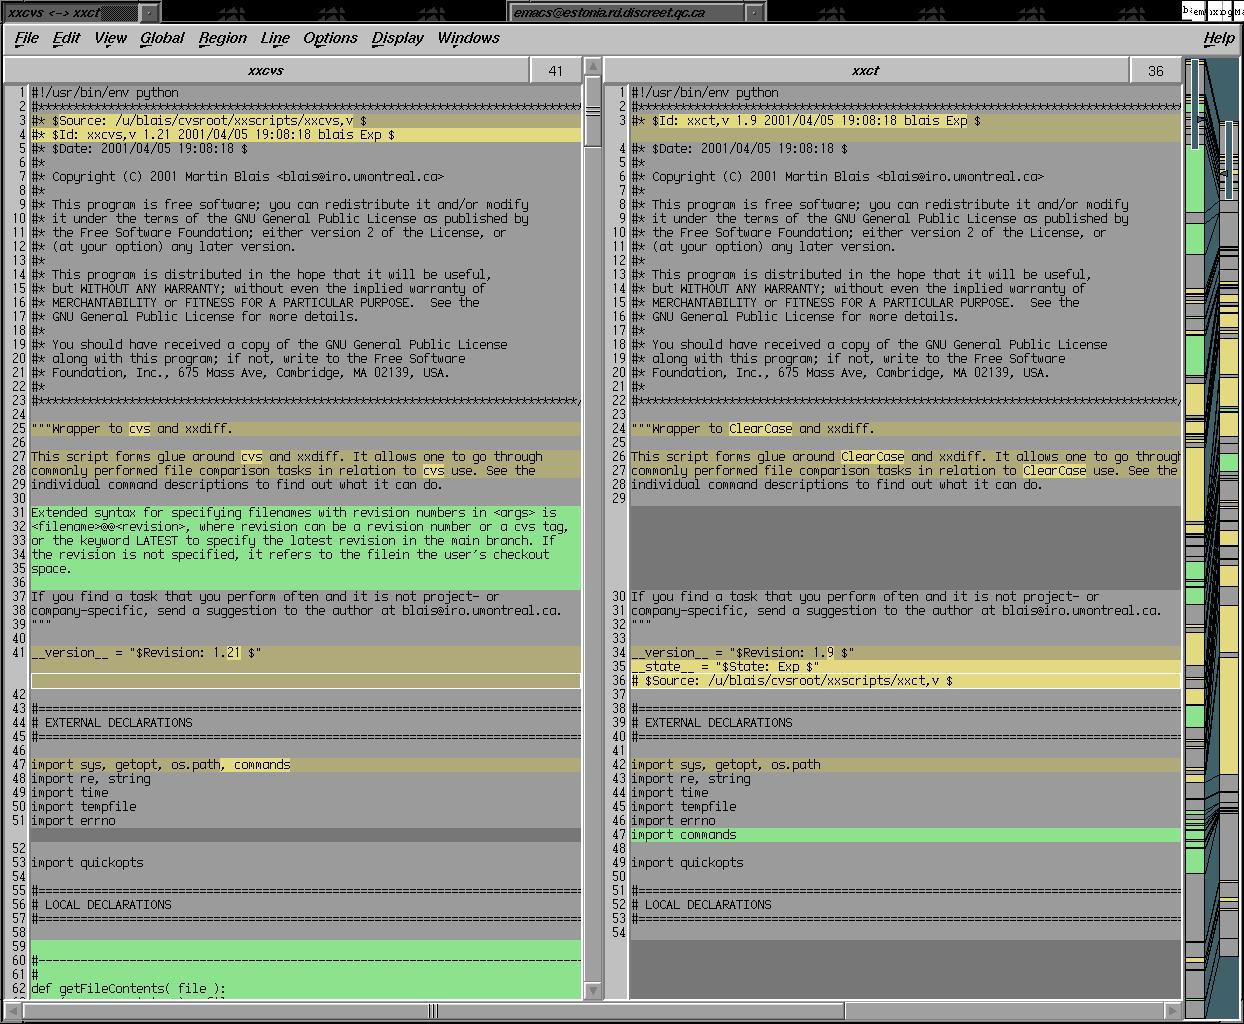 xxcvs <-> xxct
emacs@estonia.rd.discreet.qc.ca
File Edit View Global Region Line Options Display Windows Help
xxcvs 41
1 #!/usr/bin/env python
2 #*****************************************************************************
3 #* $Source: /u/blais/cvsroot/xxscripts/xxcvs,v $
4 #* $Id: xxcvs,v 1.21 2001/04/05 19:08:18 blais Exp $
5 #* $Date: 2001/04/05 19:08:18 $
6 #*
7 #* Copyright (C) 2001 Martin Blais <blais@iro.umontreal.ca>
8 #*
9 #* This program is free software; you can redistribute it and/or modify
10 #* it under the terms of the GNU General Public License as published by
11 #* the Free Software Foundation; either version 2 of the License, or
12 #* (at your option) any later version.
13 #*
14 #* This program is distributed in the hope that it will be useful,
15 #* but WITHOUT ANY WARRANTY; without even the implied warranty of
16 #* MERCHANTABILITY or FITNESS FOR A PARTICULAR PURPOSE.  See the
17 #* GNU General Public License for more details.
18 #*
19 #* You should have received a copy of the GNU General Public License
20 #* along with this program; if not, write to the Free Software
21 #* Foundation, Inc., 675 Mass Ave, Cambridge, MA 02139, USA.
22 #*
23 #*****************************************************************************/
24
25 """Wrapper to cvs and xxdiff.
26
27 This script forms glue around cvs and xxdiff. It allows one to go through
28 commonly performed file comparison tasks in relation to cvs use. See the
29 individual command descriptions to find out what it can do.
30
31 Extended syntax for specifying filenames with revision numbers in <args> is
32 <filename>@@<revision>, where revision can be a revision number or a cvs tag,
33 or the keyword LATEST to specify the latest revision in the main branch. If
34 the revision is not specified, it refers to the filein the user's checkout
35 space.
36
37 If you find a task that you perform often and it is not project- or
38 company-specific, send a suggestion to the author at blais@iro.umontreal.ca.
39 """
40
41 __version__ = "$Revision: 1.21 $"
42
43 #=============================================================================
44 # EXTERNAL DECLARATIONS
45 #=============================================================================
46
47 import sys, getopt, os.path, commands
48 import re, string
49 import time
50 import tempfile
51 import errno
52
53 import quickopts
54
55 #=============================================================================
56 # LOCAL DECLARATIONS
57 #=============================================================================
58
59
60 #-----------------------------------------------------------------------------
61 #
62 def getFileContents( file ):
xxct 36
1 #!/usr/bin/env python
2 #*****************************************************************************
3 #* $Id: xxct,v 1.9 2001/04/05 19:08:18 blais Exp $
4 #* $Date: 2001/04/05 19:08:18 $
5 #*
6 #* Copyright (C) 2001 Martin Blais <blais@iro.umontreal.ca>
7 #*
8 #* This program is free software; you can redistribute it and/or modify
9 #* it under the terms of the GNU General Public License as published by
10 #* the Free Software Foundation; either version 2 of the License, or
11 #* (at your option) any later version.
12 #*
13 #* This program is distributed in the hope that it will be useful,
14 #* but WITHOUT ANY WARRANTY; without even the implied warranty of
15 #* MERCHANTABILITY or FITNESS FOR A PARTICULAR PURPOSE.  See the
16 #* GNU General Public License for more details.
17 #*
18 #* You should have received a copy of the GNU General Public License
19 #* along with this program; if not, write to the Free Software
20 #* Foundation, Inc., 675 Mass Ave, Cambridge, MA 02139, USA.
21 #*
22 #*****************************************************************************/
23
24 """Wrapper to ClearCase and xxdiff.
25
26 This script forms glue around ClearCase and xxdiff. It allows one to go through
27 commonly performed file comparison tasks in relation to ClearCase use. See the
28 individual command descriptions to find out what it can do.
29
30 If you find a task that you perform often and it is not project- or
31 company-specific, send a suggestion to the author at blais@iro.umontreal.ca.
32 """
33
34 __version__ = "$Revision: 1.9 $"
35 __state__ = "$State: Exp $"
36 # $Source: /u/blais/cvsroot/xxscripts/xxct,v $
37
38 #=============================================================================
39 # EXTERNAL DECLARATIONS
40 #=============================================================================
41
42 import sys, getopt, os.path
43 import re, string
44 import time
45 import tempfile
46 import errno
47 import commands
48
49 import quickopts
50
51 #=============================================================================
52 # LOCAL DECLARATIONS
53 #=============================================================================
54